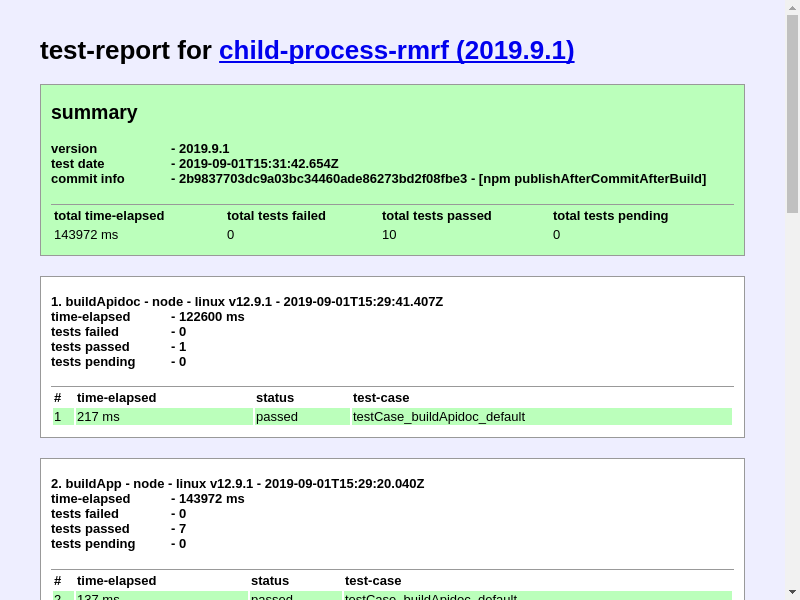 test-report for child-process-rmrf (2019.9.1)
summary
version - 2019.9.1
test date - 2019-09-01T15:31:42.654Z
commit info - 2b9837703dc9a03bc34460ade86273bd2f08fbe3 - [npm publishAfterCommitAfterBuild]
total time-elapsed total tests failed total tests passed total tests pending
143972 ms 0 10 0
1. buildApidoc - node - linux v12.9.1 - 2019-09-01T15:29:41.407Z
time-elapsed - 122600 ms
tests failed - 0
tests passed - 1
tests pending - 0
# time-elapsed status test-case
1 217 ms passed testCase_buildApidoc_default
2. buildApp - node - linux v12.9.1 - 2019-09-01T15:29:20.040Z
time-elapsed - 143972 ms
tests failed - 0
tests passed - 7
tests pending - 0
# time-elapsed status test-case
2 137 ms passed testCase_buildApidoc_default